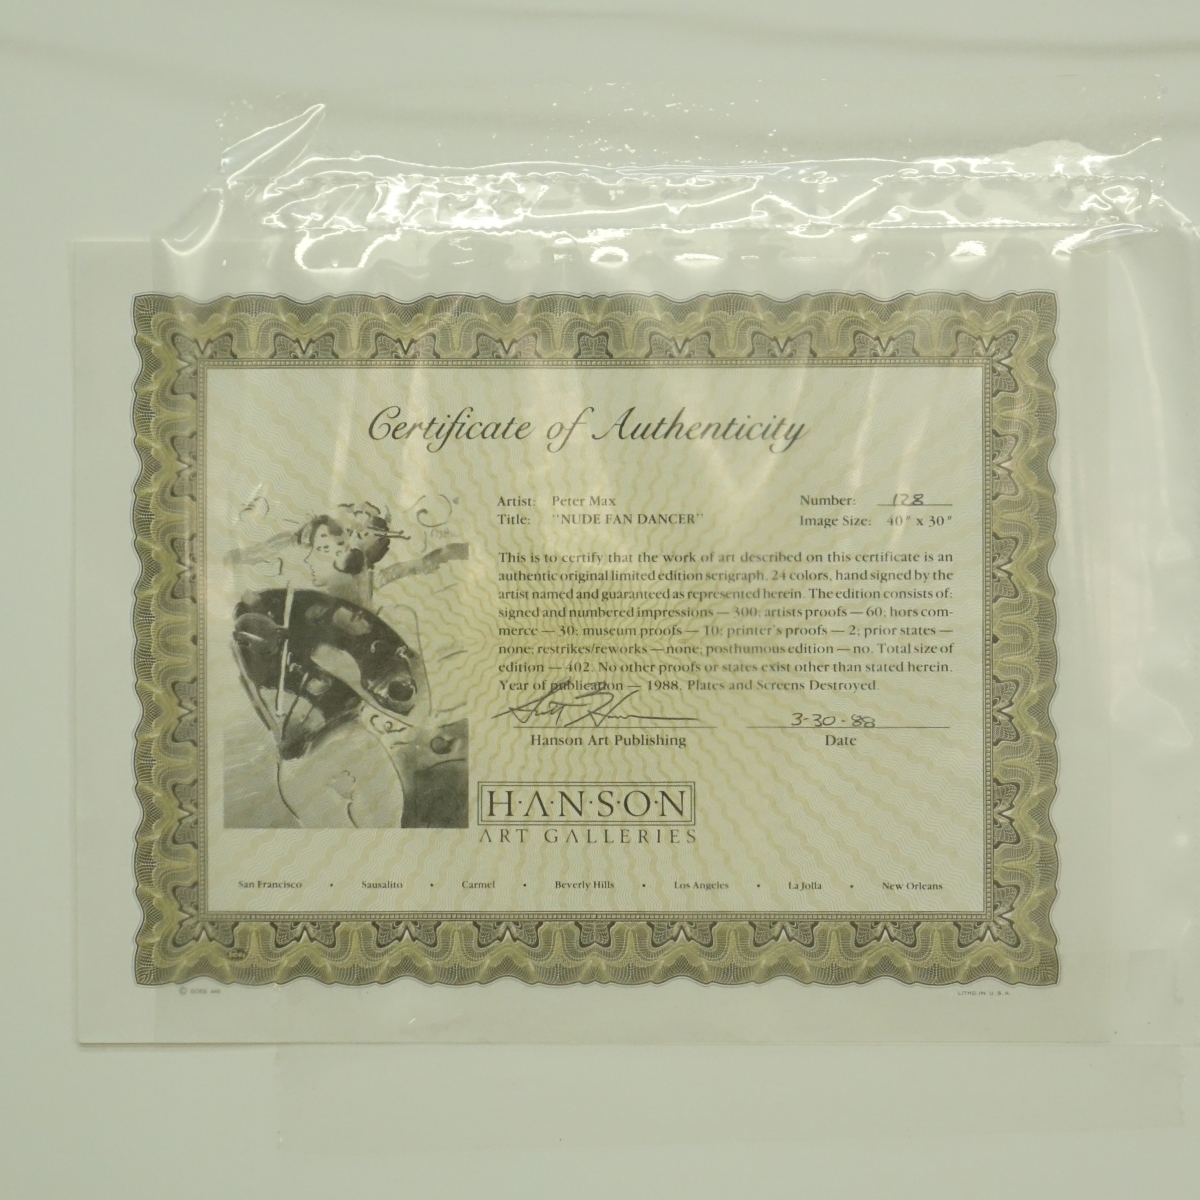 Certificate of Authenticity
Artist: Peter Max
Number: 128
Title: "NUDE FAN DANCER"
Image Size: 40" x 30"
This is to certify that the work of art described on this certificate is an
authentic original limited edition serigraph, 24 colors, hand signed by the
artist named and guaranteed as represented herein. The edition consists of:
signed and numbered impressions — 300; artists proofs — 60; hors com-
merce — 30; museum proofs — 10; printer's proofs — 2; prior states —
none; restrikes/reworks — none; posthumous edition — no. Total size of
edition — 402. No other proofs or states exist other than stated herein.
Year of publication — 1988. Plates and Screens Destroyed.
3-30-88
Hanson Art Publishing
Date
H·A·N·S·O·N
ART GALLERIES
San Francisco • Sausalito • Carmel • Beverly Hills • Los Angeles • La Jolla • New Orleans
© GOES
LITHO IN U.S.A.